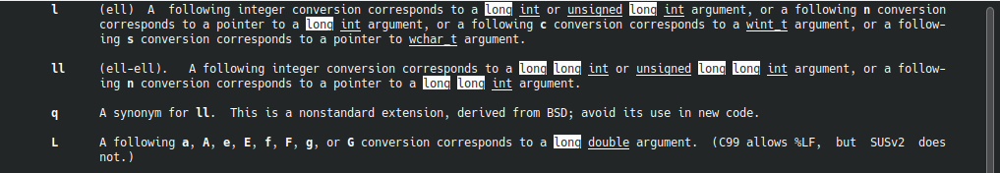 l (ell) A following integer conversion corresponds to a long int or unsigned long int argument, or a following n conversion
corresponds to a pointer to a long int argument, or a following c conversion corresponds to a wint_t argument, or a follow-
ing s conversion corresponds to a pointer to wchar_t argument.
ll (ell-ell). A following integer conversion corresponds to a long long int or unsigned long long int argument, or a follow-
ing n conversion corresponds to a pointer to a long long int argument.
q A synonym for ll. This is a nonstandard extension, derived from BSD; avoid its use in new code.
L A following a, A, e, E, f, F, g, or G conversion corresponds to a long double argument. (C99 allows %LF, but SUSv2 does
not.)